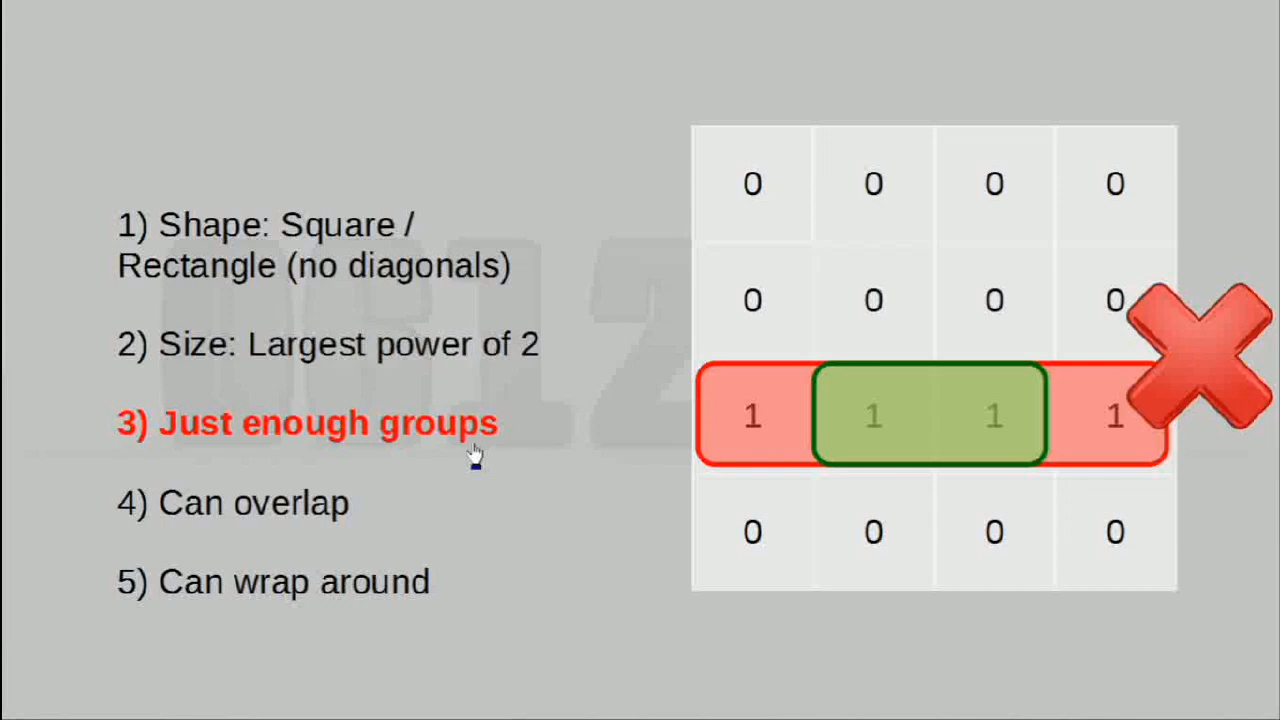 1) Shape: Square /
Rectangle (no diagonals)
2) Size: Largest power of 2
3) Just enough groups
4) Can overlap
5) Can wrap around
0 0 0 0
0 0 0 0
1 1 1 1
0 0 0 0